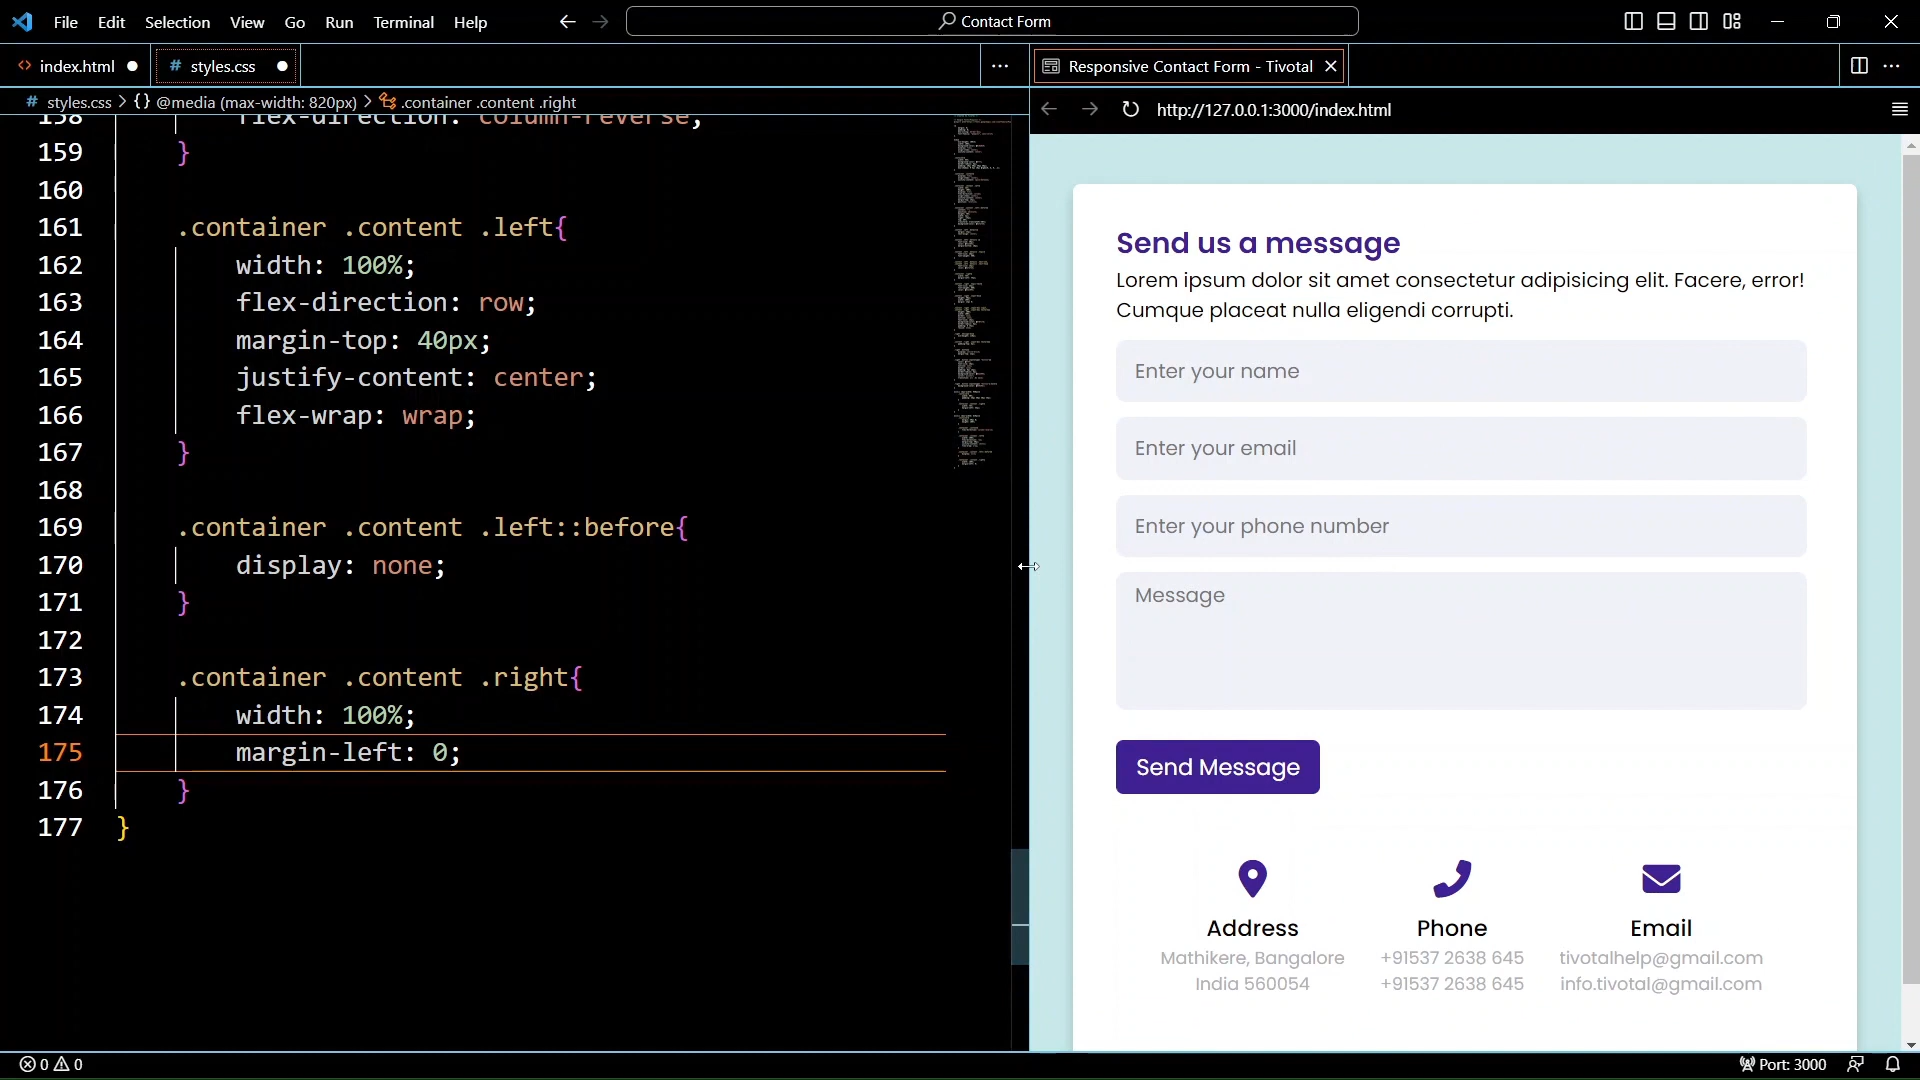 File Edit Selection View Go Run Terminal Help
Contact Form
index.html
# styles.css
Responsive Contact Form - Tivotal
# styles.css > {} @media (max-width: 820px) > .container .content .right
http://127.0.0.1:3000/index.html
158 flex-direction: column-reverse;
159 }
160
161 .container .content .left{
162 width: 100%;
163 flex-direction: row;
164 margin-top: 40px;
165 justify-content: center;
166 flex-wrap: wrap;
167 }
168
169 .container .content .left::before{
170 display: none;
171 }
172
173 .container .content .right{
174 width: 100%;
175 margin-left: 0;
176 }
177 }
Send us a message
Lorem ipsum dolor sit amet consectetur adipisicing elit. Facere, error!
Cumque placeat nulla eligendi corrupti.
Enter your name
Enter your email
Enter your phone number
Message
Send Message
Address
Mathikere, Bangalore
India 560054
Phone
+91537 2638 645
+91537 2638 645
Email
tivotalhelp@gmail.com
info.tivotal@gmail.com
0 0
Port: 3000